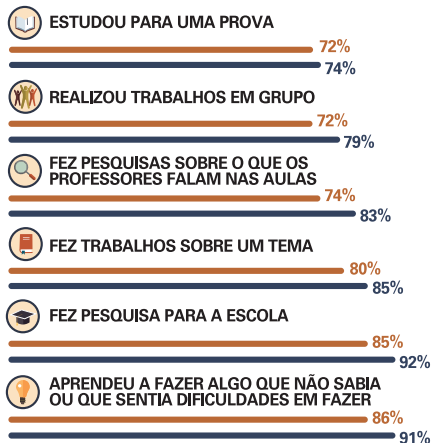 ESTUDOU PARA UMA PROVA
72%
74%
REALIZOU TRABALHOS EM GRUPO
72%
79%
FEZ PESQUISAS SOBRE O QUE OS
PROFESSORES FALAM NAS AULAS
74%
83%
FEZ TRABALHOS SOBRE UM TEMA
80%
85%
FEZ PESQUISA PARA A ESCOLA
85%
92%
APRENDEU A FAZER ALGO QUE NÃO SABIA
OU QUE SENTIA DIFICULDADES EM FAZER
86%
91%